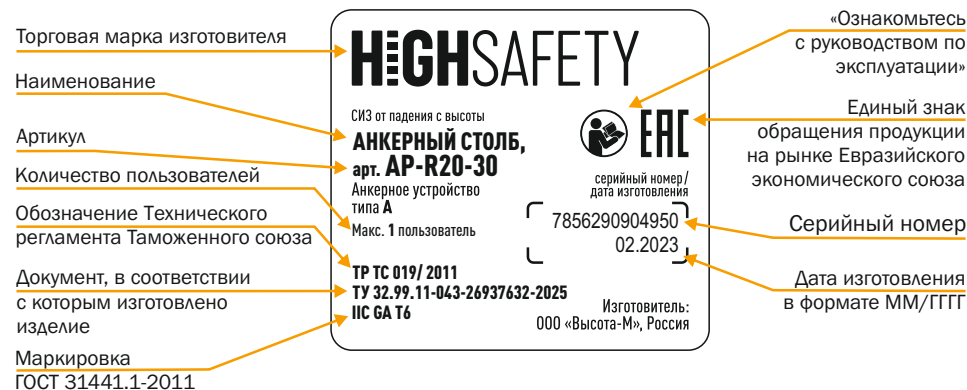 Торговая марка изготовителя
Наименование
Артикул
Количество пользователей
Обозначение Технического
регламента Таможенного союза
Документ, в соответствии
с которым изготовлено
изделие
Маркировка
ГОСТ 31441.1-2011
HIGHSAFETY
СИЗ от падения с высоты
АНКЕРНЫЙ СТОЛБ,
арт. AP-R20-30
Анкерное устройство
типа А
Макс. 1 пользователь
ТР ТС 019/ 2011
ТУ 32.99.11-043-26937632-2025
IIC GA T6
EAC
серийный номер/
дата изготовления
7856290904950
02.2023
Изготовитель:
ООО «Высота-М», Россия
«Ознакомьтесь
с руководством по
эксплуатации»
Единый знак
обращения продукции
на рынке Евразийского
экономического союза
Серийный номер
Дата изготовления
в формате ММ/ГГГГ